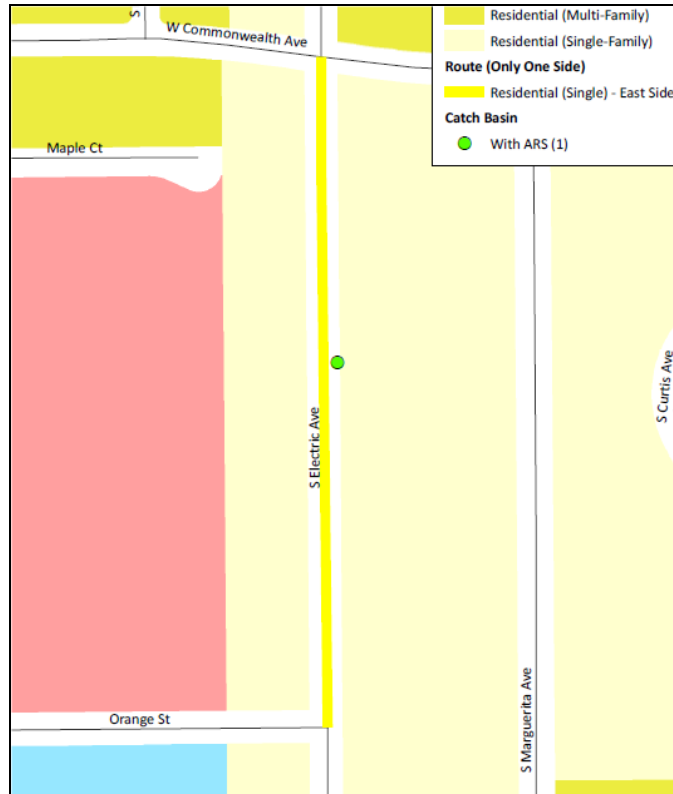 S
W Commonwealth Ave
Residential (Multi-Family)
Residential (Single-Family)
Route (Only One Side)
Residential (Single) - East Side
Catch Basin
With ARS (1)
Maple Ct
S Electric Ave
S Curtis Ave
S Marguerita Ave
Orange St